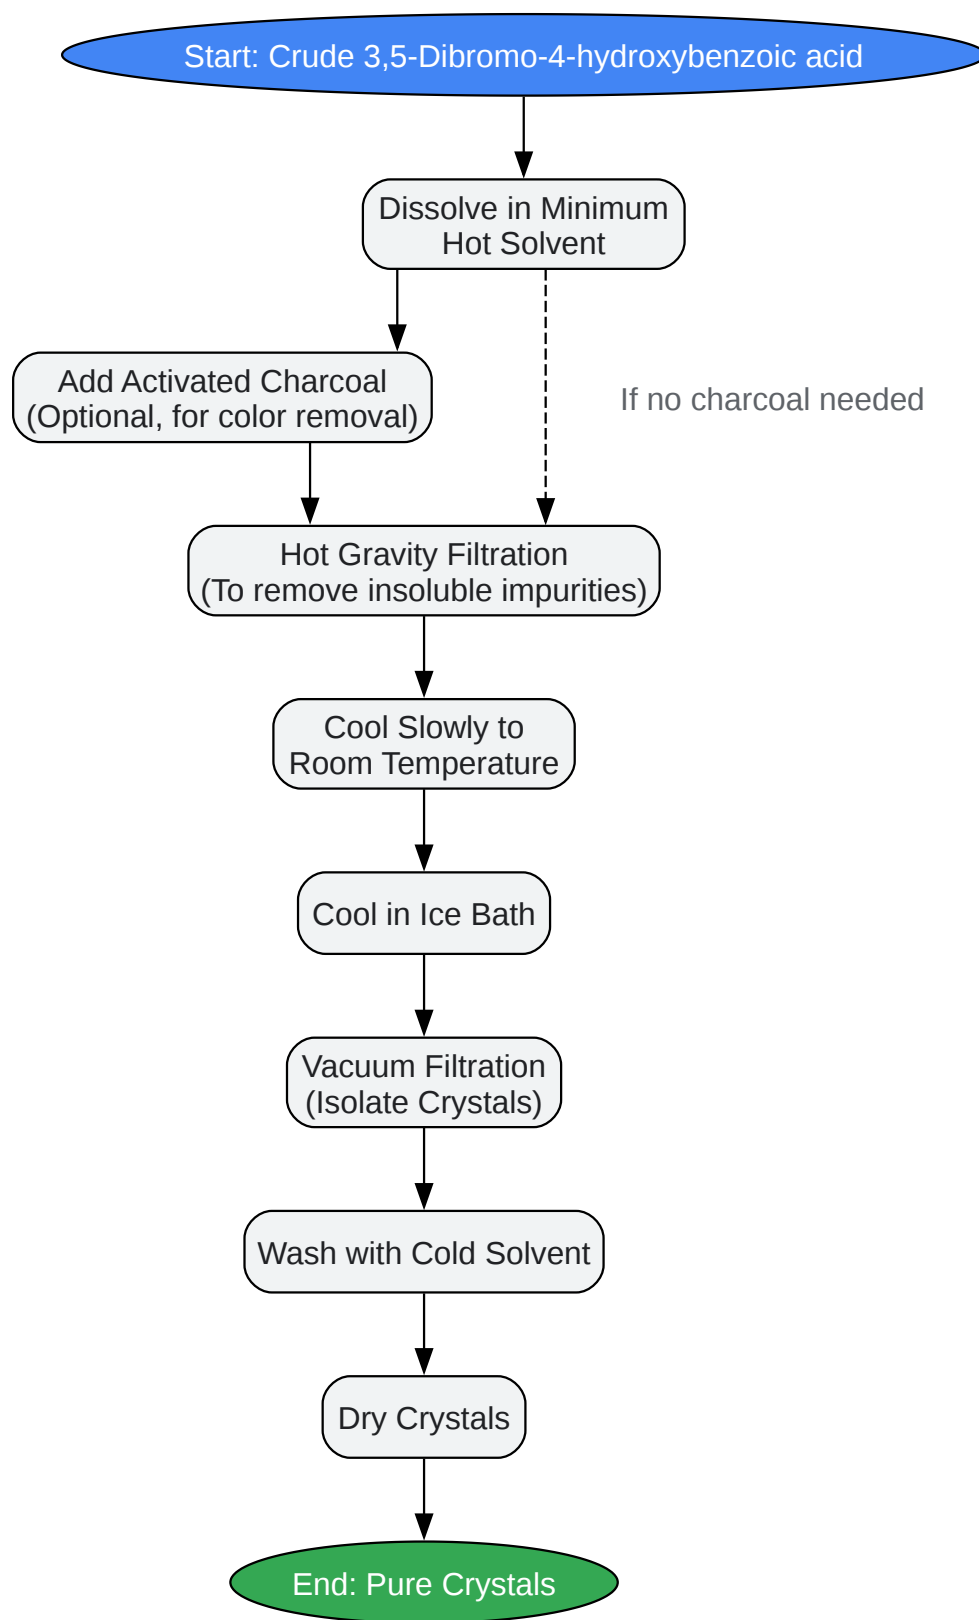 Start: Crude 3,5-Dibromo-4-hydroxybenzoic acid
Dissolve in Minimum
Hot Solvent
Add Activated Charcoal
(Optional, for color removal)
If no charcoal needed
Hot Gravity Filtration
(To remove insoluble impurities)
Cool Slowly to
Room Temperature
Cool in Ice Bath
Vacuum Filtration
(Isolate Crystals)
Wash with Cold Solvent
Dry Crystals
End: Pure Crystals